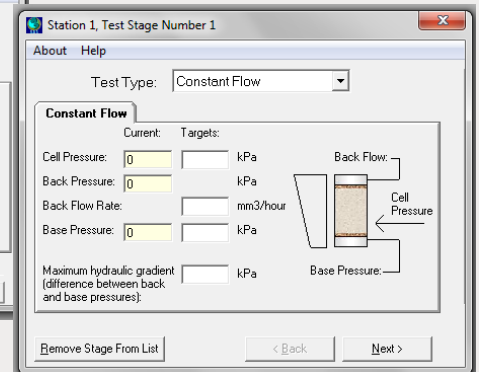 Station 1, Test Stage Number 1
x
About Help
Test Type: Constant Flow
Constant Flow
Current: Targets:
Cell Pressure: 0 kPa
Back Pressure: 0 kPa
Back Flow Rate: mm3/hour
Base Pressure: 0 kPa
Maximum hydraulic gradient
(difference between back
and base pressures): kPa
Back Flow:
Cell
Pressure
Base Pressure:
Remove Stage From List
< Back
Next >